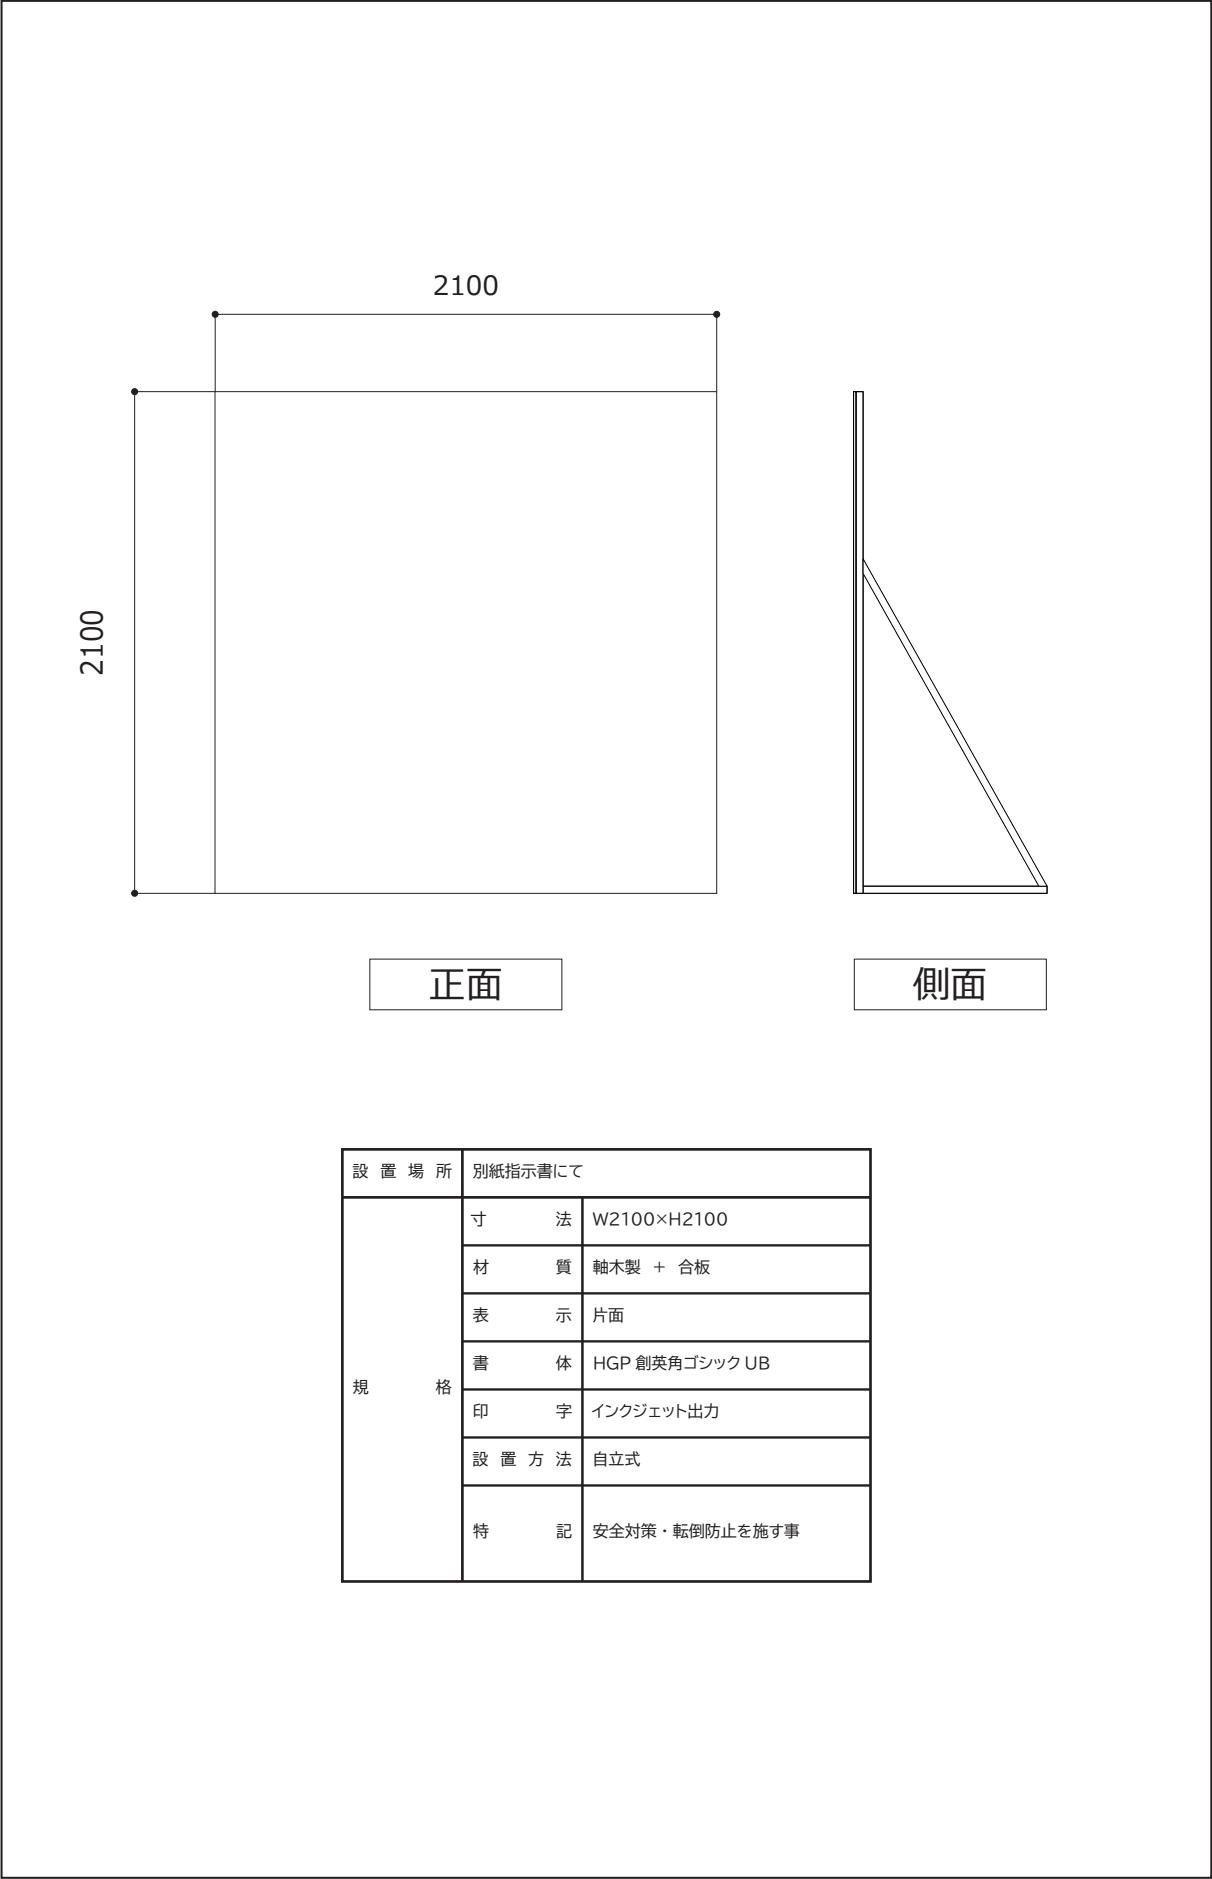 2100
2100
正面
側面
設置場所 別紙指示書にて
規格
寸法 W2100×H2100
材質 軸木製 + 合板
表示 片面
書体 HGP 創英角ゴシック UB
印字 インクジェット出力
設置方法 自立式
特記 安全対策・転倒防止を施す事